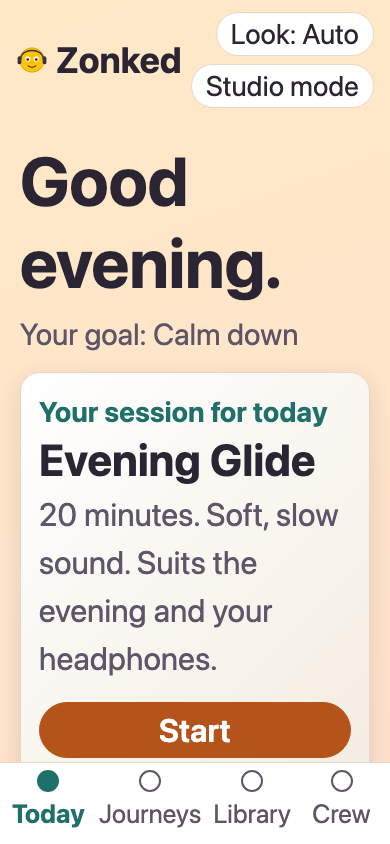 Zonked
Look: Auto
Studio mode
Good
evening.
Your goal: Calm down
Your session for today
Evening Glide
20 minutes. Soft, slow
sound. Suits the
evening and your
headphones.
Start
Today
Journeys
Library
Crew